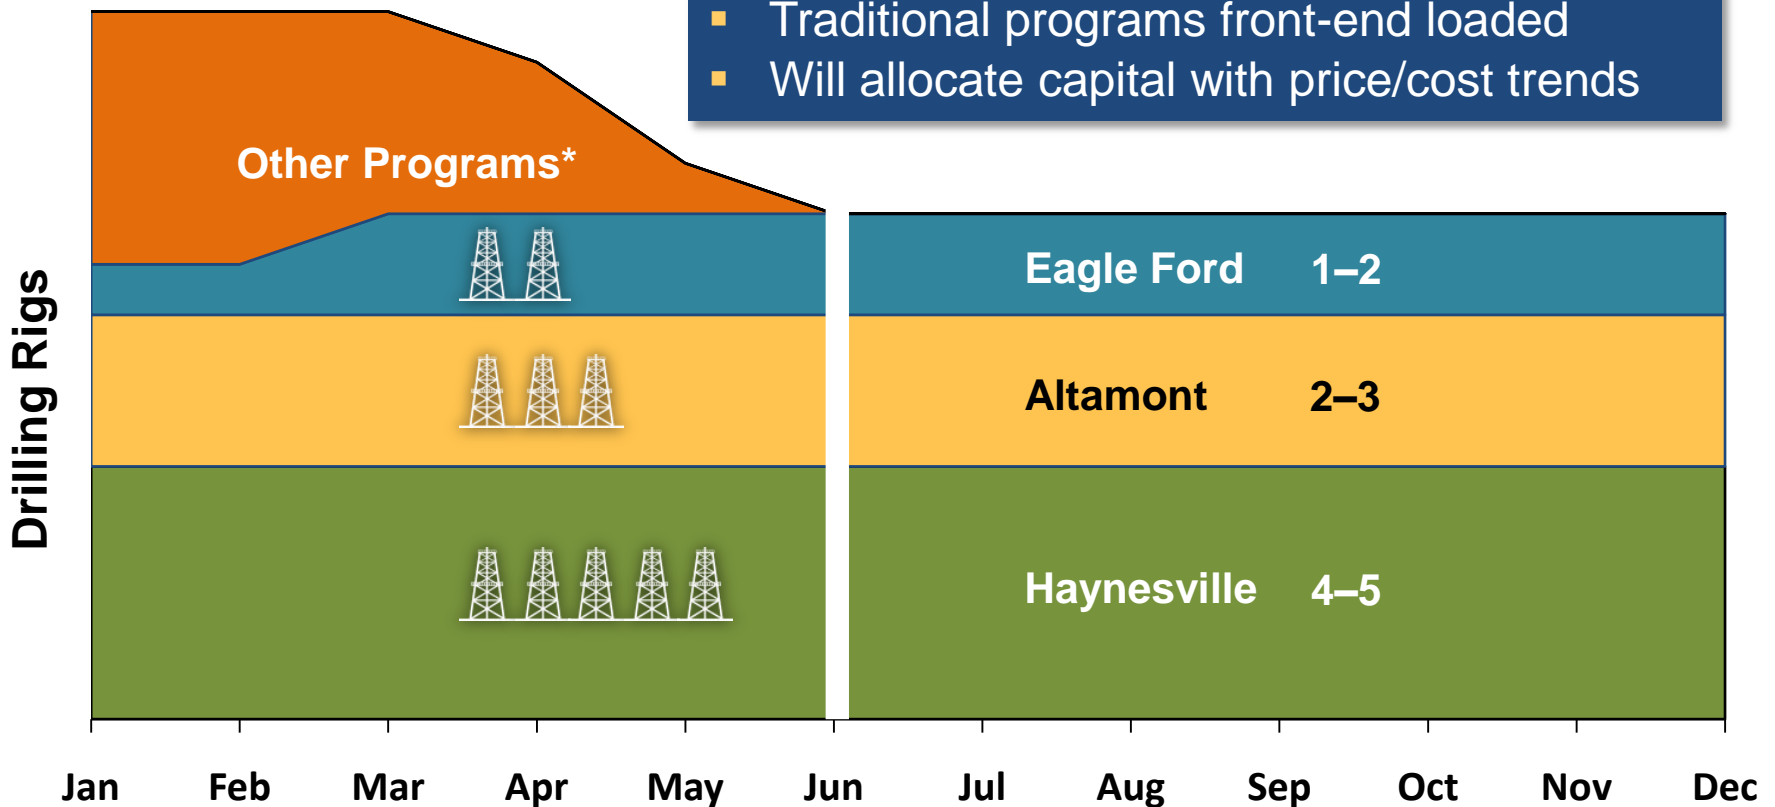 ▪ Traditional programs front-end loaded
▪ Will allocate capital with price/cost trends
Other Programs*
Eagle Ford 1–2
Altamont 2–3
Haynesville 4–5
Drilling Rigs
Jan Feb Mar Apr May Jun Jul Aug Sep Oct Nov Dec